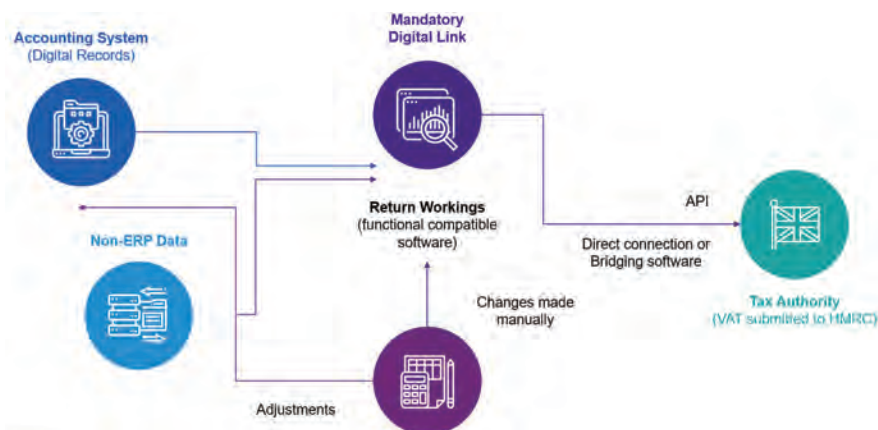 Mandatory
Digital Link
Accounting System
(Digital Records)
Return Workings
(functional compatible
software)
API
Direct connection or
Bridging software
Non-ERP Data
Changes made
manually
Tax Authority
(VAT submitted to HMRC)
Adjustments